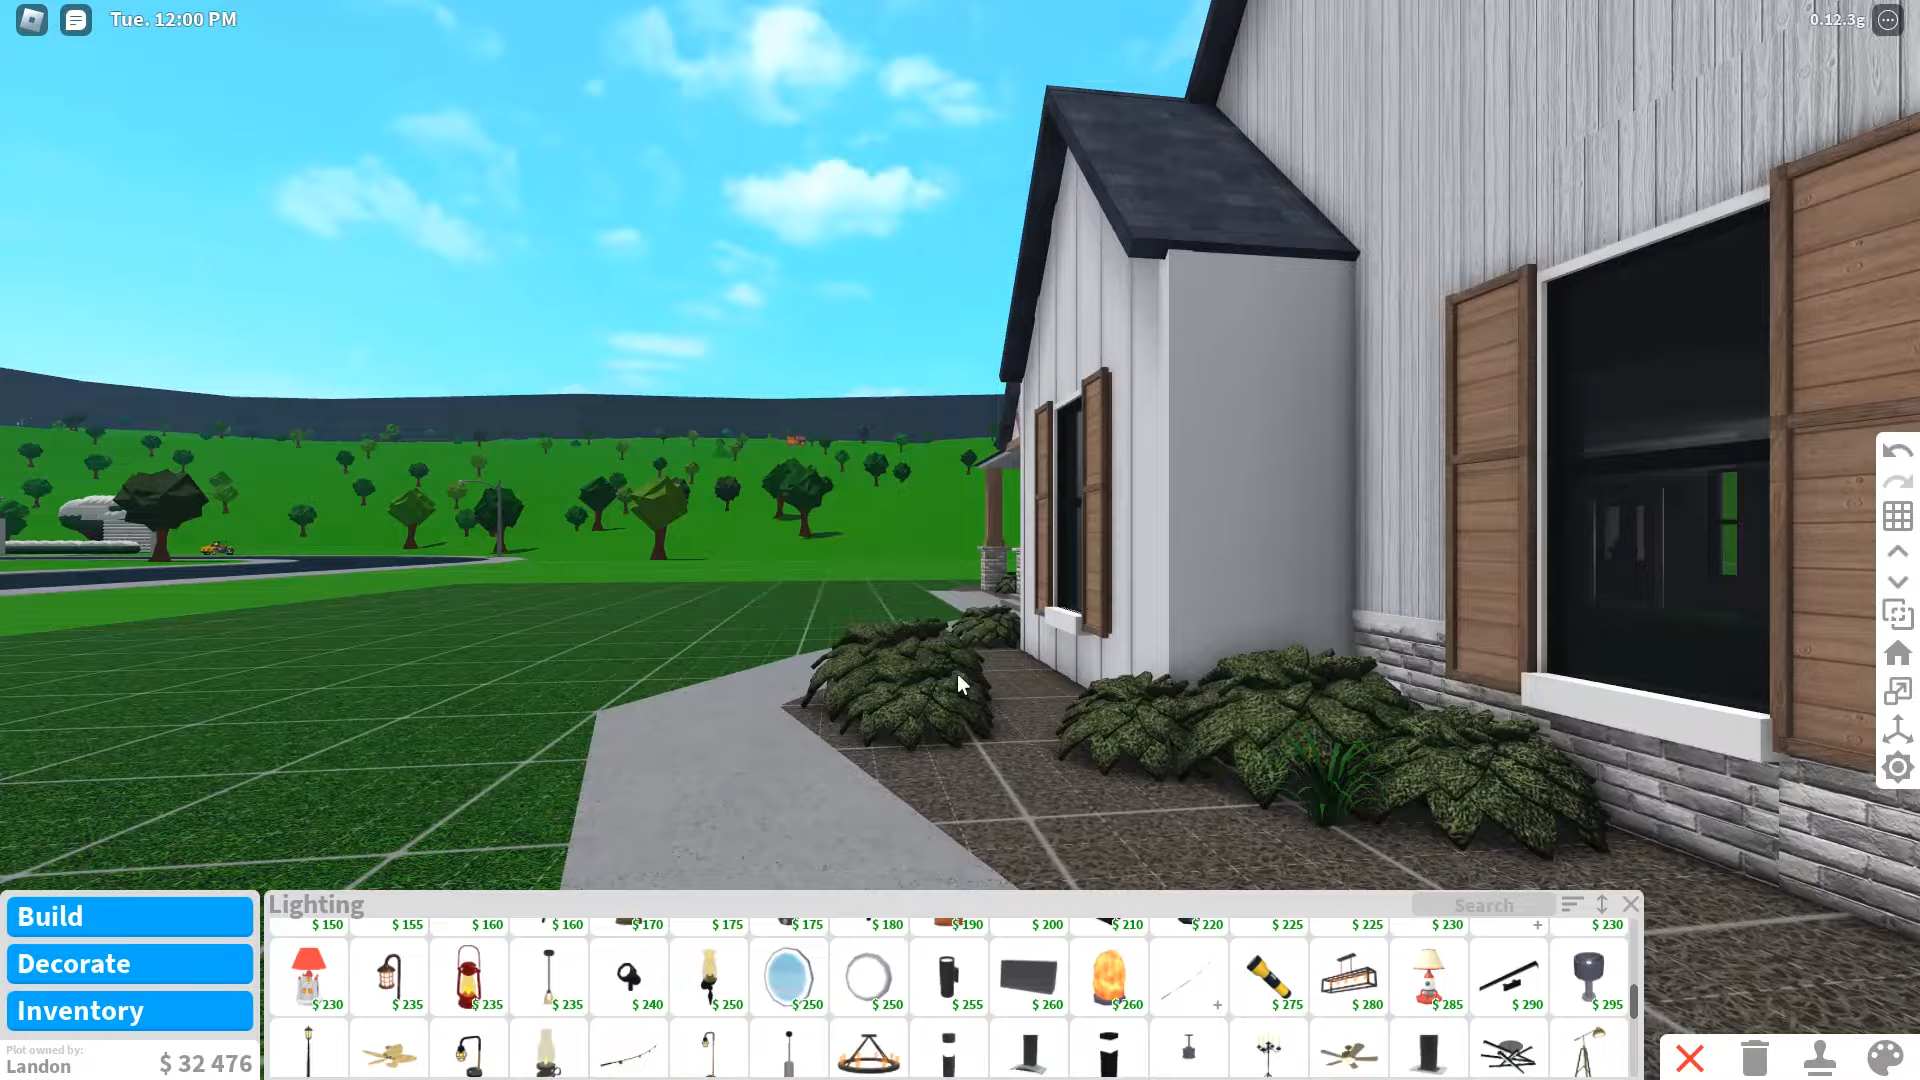 Tue. 12:00 PM
0.12.3g
Build
Decorate
Inventory
Plot owned by:
Landon
$ 32 476
Lighting
Search
$ 150 $ 155 $ 160 $ 160 $ 170 $ 175 $ 175 $ 180 $ 190 $ 200 $ 210 $ 220 $ 225 $ 225 $ 230 + $ 230
$ 230 $ 235 $ 235 $ 235 $ 240 $ 250 $ 250 $ 250 $ 255 $ 260 $ 260 + $ 275 $ 280 $ 285 $ 290 $ 295